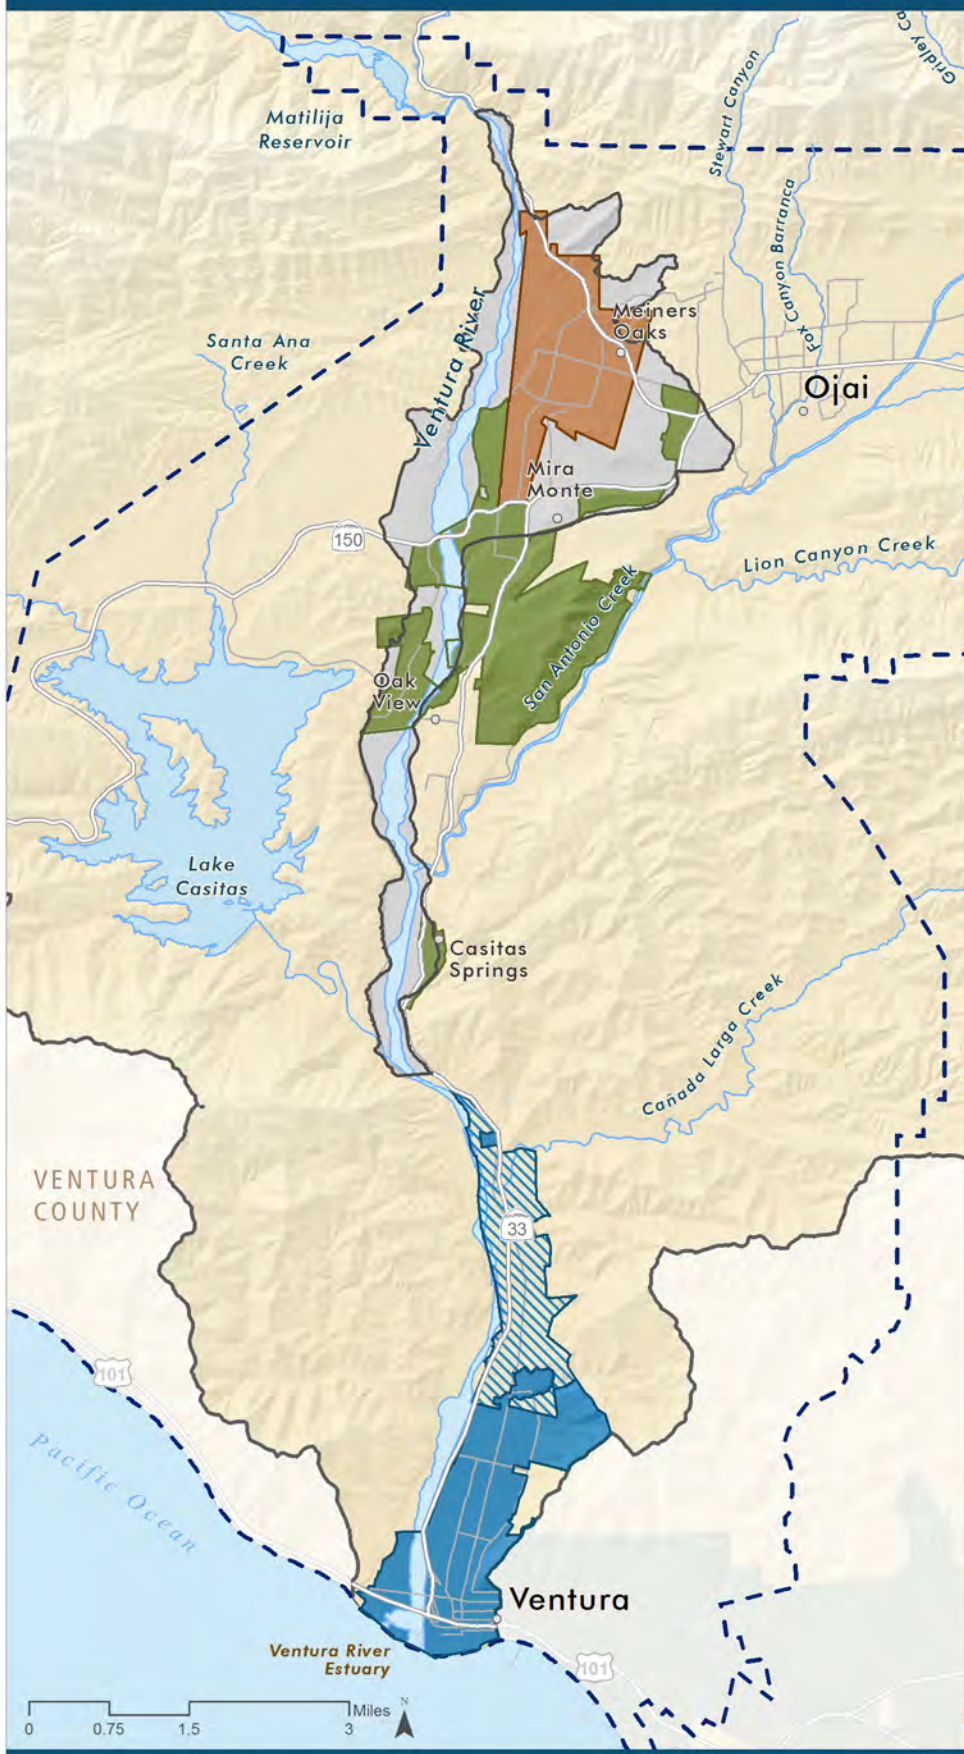 Gridley Ca
Stewart Canyon
Matilija
Reservoir
Fox Canyon Barranca
Ventura River
Meiners
Oaks
Santa Ana
Creek
Ojai
Mira
Monte
150
Lion Canyon Creek
San Antonio Creek
Oak
View
Lake
Casitas
Casitas
Springs
Cañada Larga Creek
VENTURA
COUNTY
33
101
Pacific Ocean
Ventura
Ventura River
Estuary
101
Miles
N
0
0.75
1.5
3